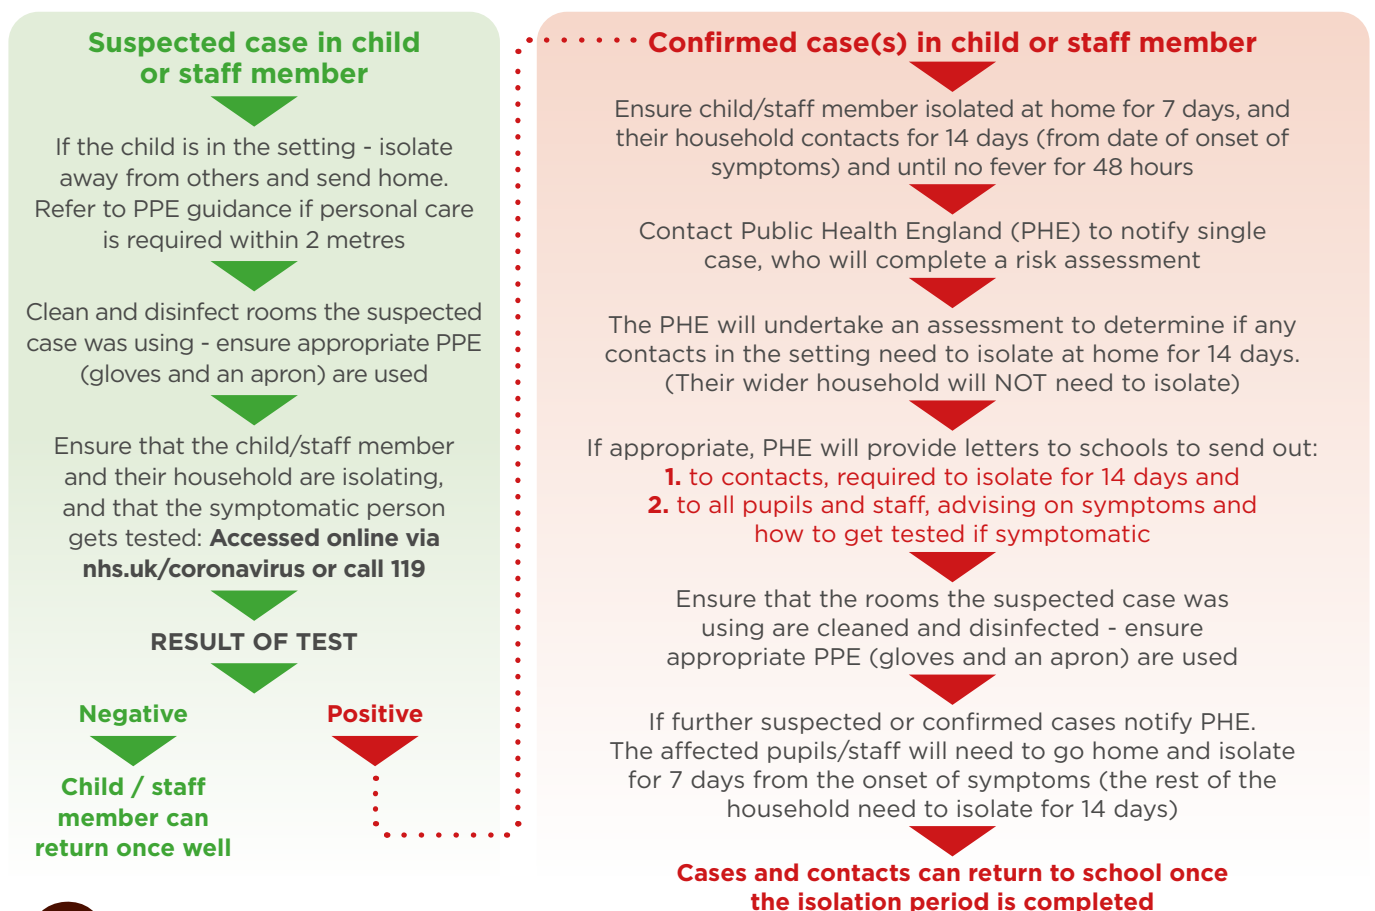 Suspected case in child
or staff member
If the child is in the setting - isolate
away from others and send home.
Refer to PPE guidance if personal care
is required within 2 metres
Clean and disinfect rooms the suspected
case was using - ensure appropriate PPE
(gloves and an apron) are used
Ensure that the child/staff member
and their household are isolating,
and that the symptomatic person
gets tested: Accessed online via
nhs.uk/coronavirus or call 119
RESULT OF TEST
Negative
Positive
Child / staff
member can
return once well
Confirmed case(s) in child or staff member
Ensure child/staff member isolated at home for 7 days, and
their household contacts for 14 days (from date of onset of
symptoms) and until no fever for 48 hours
Contact Public Health England (PHE) to notify single
case, who will complete a risk assessment
The PHE will undertake an assessment to determine if any
contacts in the setting need to isolate at home for 14 days.
(Their wider household will NOT need to isolate)
If appropriate, PHE will provide letters to schools to send out:
1. to contacts, required to isolate for 14 days and
2. to all pupils and staff, advising on symptoms and
how to get tested if symptomatic
Ensure that the rooms the suspected case was
using are cleaned and disinfected - ensure
appropriate PPE (gloves and an apron) are used
If further suspected or confirmed cases notify PHE.
The affected pupils/staff will need to go home and isolate
for 7 days from the onset of symptoms (the rest of the
household need to isolate for 14 days)
Cases and contacts can return to school once
the isolation period is completed